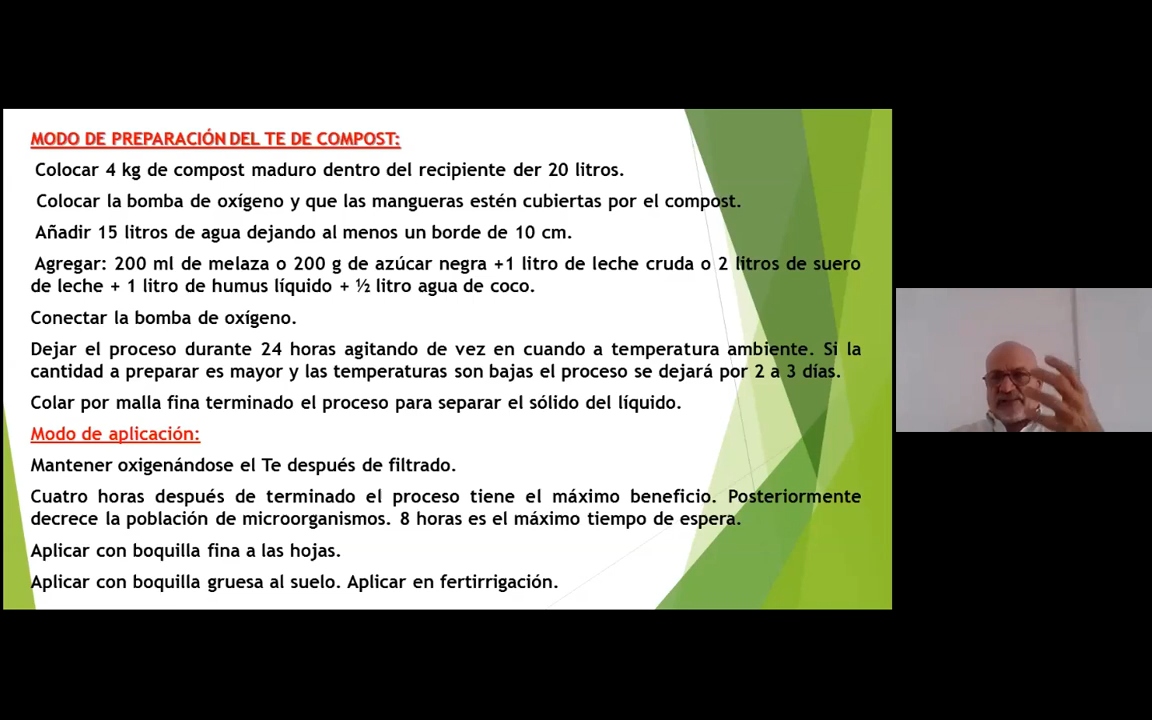 MODO DE PREPARACIÓN DEL TE DE COMPOST:
Colocar 4 kg de compost maduro dentro del recipiente der 20 litros.
Colocar la bomba de oxígeno y que las mangueras estén cubiertas por el compost.
Añadir 15 litros de agua dejando al menos un borde de 10 cm.
Agregar: 200 ml de melaza o 200 g de azúcar negra +1 litro de leche cruda o 2 litros de suero
de leche + 1 litro de humus líquido + ½ litro agua de coco.
Conectar la bomba de oxígeno.
Dejar el proceso durante 24 horas agitando de vez en cuando a temperatura ambiente. Si la
cantidad a preparar es mayor y las temperaturas son bajas el proceso se dejará por 2 a 3 días.
Colar por malla fina terminado el proceso para separar el sólido del líquido.
Modo de aplicación:
Mantener oxigenándose el Te después de filtrado.
Cuatro horas después de terminado el proceso tiene el máximo beneficio. Posteriormente
decrece la población de microorganismos. 8 horas es el máximo tiempo de espera.
Aplicar con boquilla fina a las hojas.
Aplicar con boquilla gruesa al suelo. Aplicar en fertirrigación.